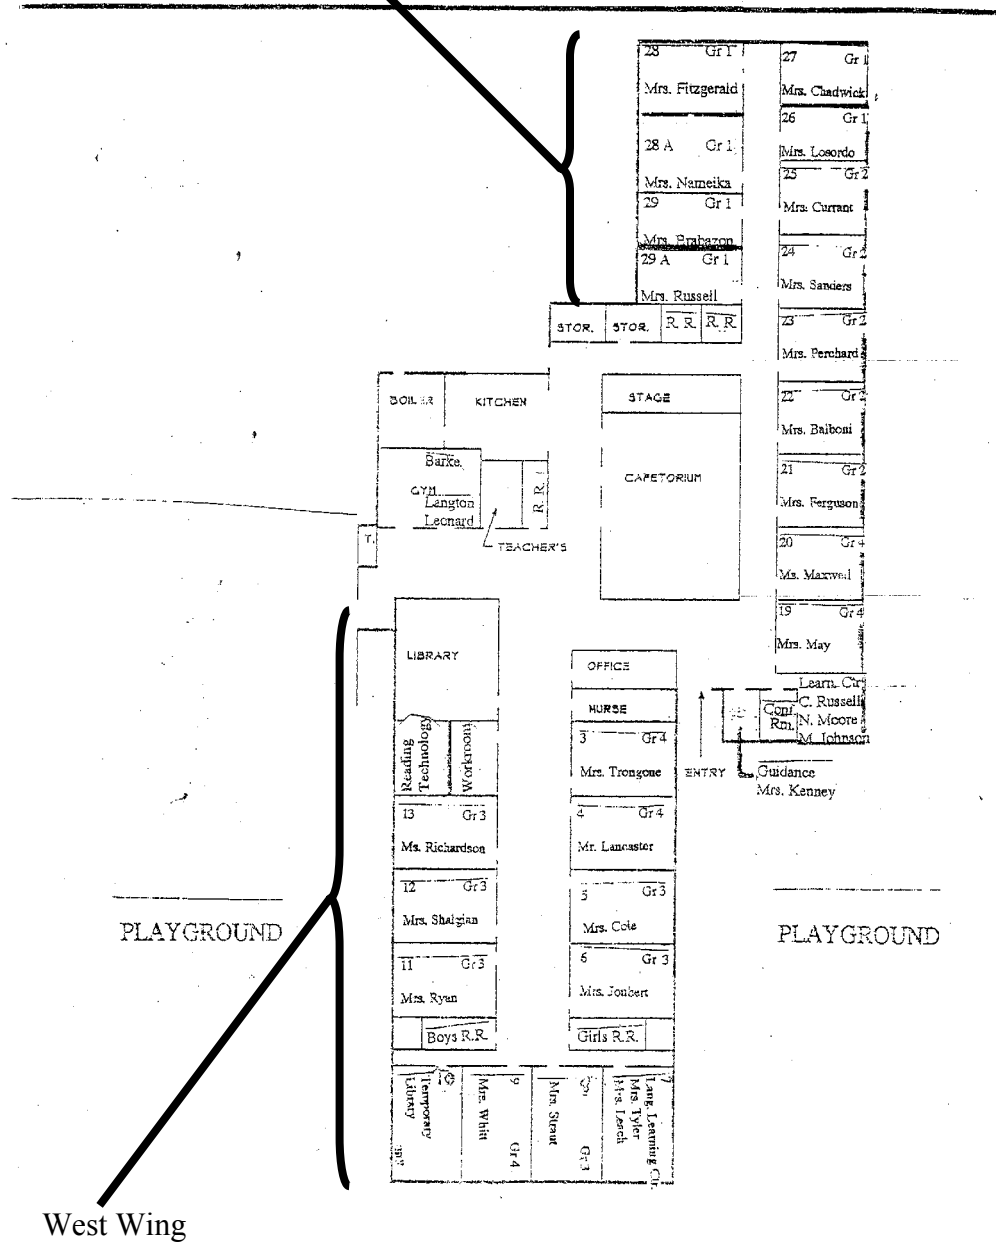 28 Gr 1
Mrs. Fitzgerald
28 A Gr 1
Mrs. Nameika
29 Gr 1
Mrs. Brabazon
29 A Gr 1
Mrs. Russell
27 Gr 1
Mrs. Chadwick
26 Gr 1
Mrs. Losordo
25 Gr 2
Mrs. Currant
24 Gr 2
Mrs. Sanders
23 Gr 2
Mrs. Perchard
22 Gr 2
Mrs. Balboni
21 Gr 2
Mrs. Ferguson
20 Gr 4
Ms. Maxwell
19 Gr 4
Mrs. May
STOR.
STOR.
R. R.
R. R.
BOILER
KITCHEN
STAGE
CAFETORIUM
Barke.
GYM
Langton
Leonard
R. R.
TEACHER'S
T.
LIBRARY
OFFICE
NURSE
Learn. Ctr
C. Russell
N. Moore
M. Johnson
Conf.
Rm.
ENTRY
Guidance
Mrs. Kenney
Reading
Technology
Workroom
3 Gr 4
Mrs. Trongone
13 Gr 3
Ms. Richardson
4 Gr 4
Mr. Lancaster
12 Gr 3
Mrs. Shaigian
5 Gr 3
Mrs. Cole
11 Gr 3
Mrs. Ryan
6 Gr 3
Mrs. Joubert
PLAYGROUND
PLAYGROUND
Boys R.R.
Girls R.R.
10
Temporary
Library
9 Gr 4
Mrs. Whitt
8 Gr 3
Mrs. Straut
7
Lang. Learning Ctr.
Mrs. Tyler
Mrs. Leach
West Wing